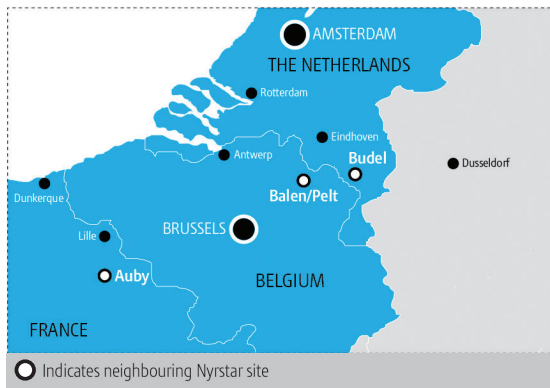 AMSTERDAM
THE NETHERLANDS
Rotterdam
Eindhoven
Antwerp
Budel
Dusseldorf
Balen/Pelt
Dunkerque
BRUSSELS
Lille
Auby
BELGIUM
FRANCE
Indicates neighbouring Nyrstar site